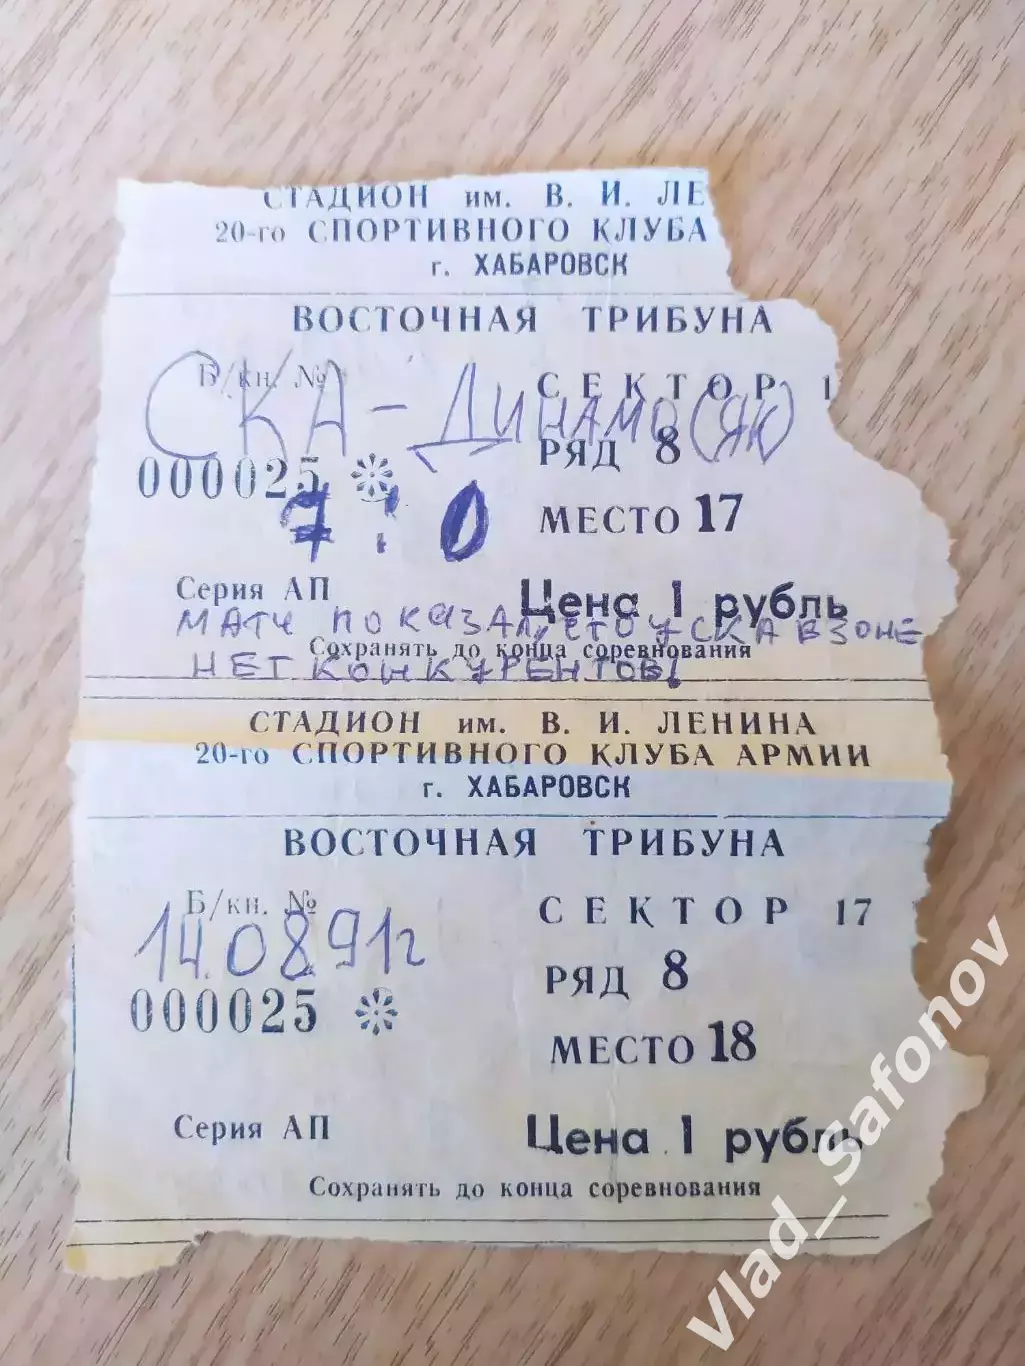 СТАДИОН им. В. И. ЛЕ
20-го СПОРТИВНОГО КЛУБА
г. ХАБАРОВСК
ВОСТОЧНАЯ ТРИБУНА
Б/кн. №
СЕКТОР 1
СКА-ДИНАМО(ЯК)
РЯД 8
000025
7:0
МЕСТО 17
Серия АП
Цена 1 рубль
МАТЧ ПОКАЗАЛ, ЧТО У СКА В ЗОНЕ
Сохранять до конца соревнования
НЕТ КОНКУРЕНТОВ!
СТАДИОН им. В. И. ЛЕНИНА
20-го СПОРТИВНОГО КЛУБА АРМИИ
г. ХАБАРОВСК
ВОСТОЧНАЯ ТРИБУНА
Б/кн. №
СЕКТОР 17
14.08.91г
РЯД 8
000025
МЕСТО 18
Серия АП
Цена 1 рубль
Сохранять до конца соревнования
Vlad_Safonov